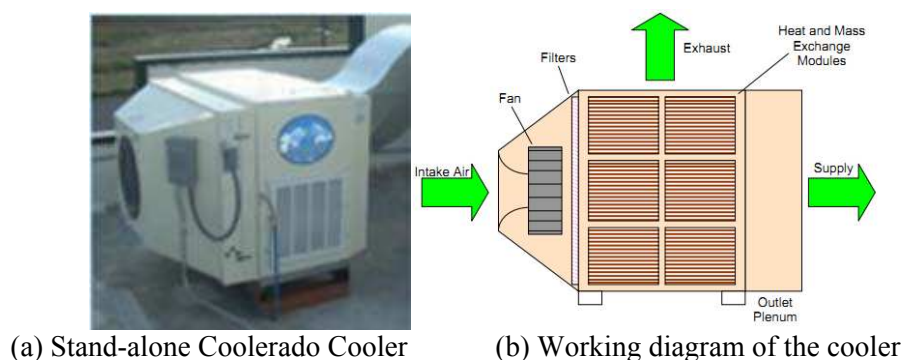 Exhaust
Heat and Mass
Exchange
Modules
Filters
Fan
Intake Air
Supply
Outlet
Plenum
(a) Stand-alone Coolerado Cooler
(b) Working diagram of the cooler